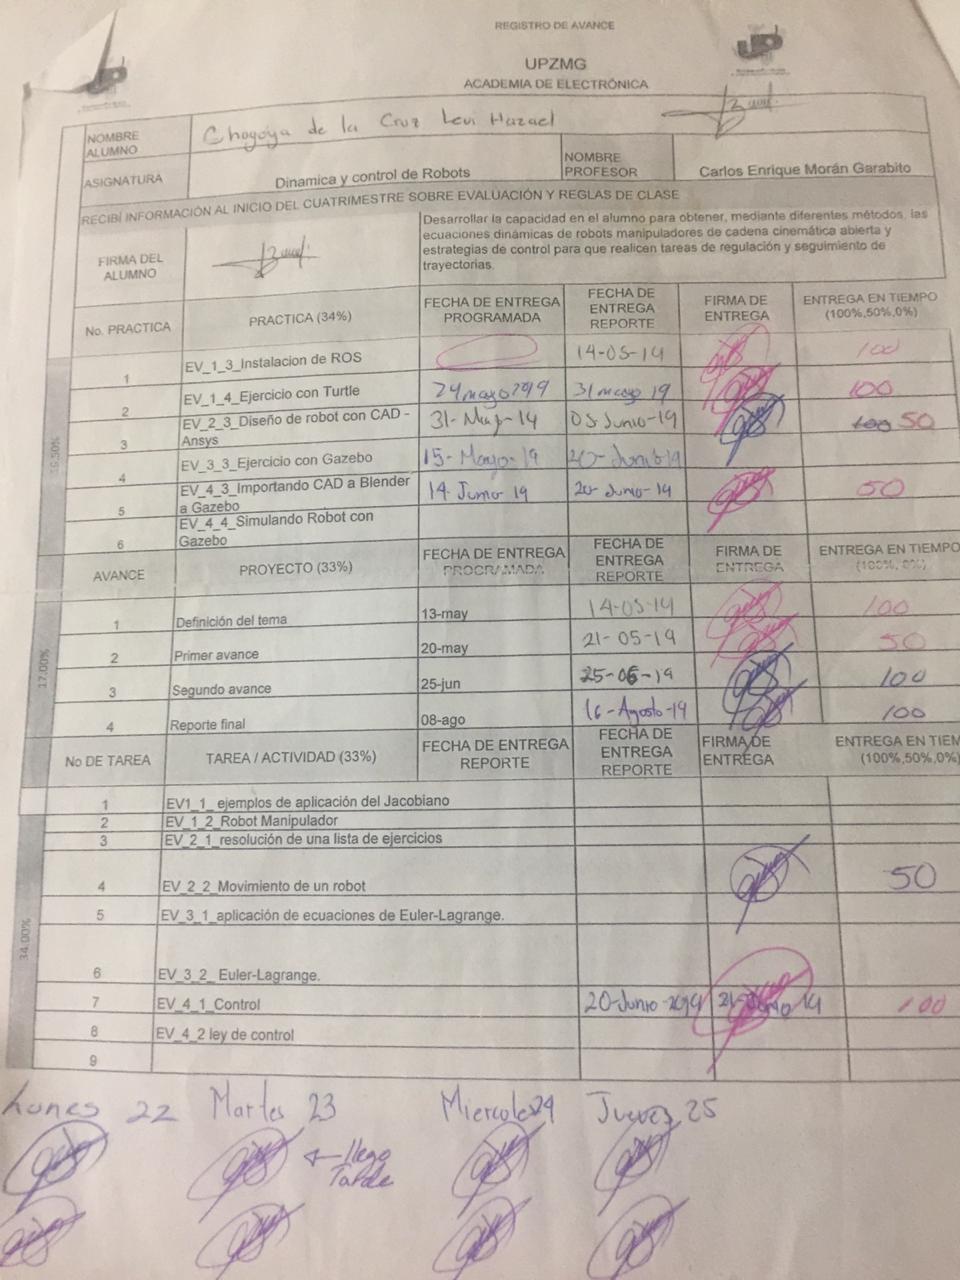 REGISTRO DE AVANCE
UPZMG
ACADEMIA DE ELECTRÓNICA
NOMBRE ALUMNO Chogoya de la Cruz Levi Hazael
ASIGNATURA Dinamica y control de Robots NOMBRE PROFESOR Carlos Enrique Morán Garabito
RECIBÍ INFORMACIÓN AL INICIO DEL CUATRIMESTRE SOBRE EVALUACIÓN Y REGLAS DE CLASE
FIRMA DEL ALUMNO
Desarrollar la capacidad en el alumno para obtener, mediante diferentes métodos, las
ecuaciones dinámicas de robots manipuladores de cadena cinemática abierta y
estrategias de control para que realicen tareas de regulación y seguimiento de
trayectorias.
No. PRACTICA PRACTICA (34%) FECHA DE ENTREGA PROGRAMADA FECHA DE ENTREGA REPORTE FIRMA DE ENTREGA ENTREGA EN TIEMPO (100%,50%,0%)
1 EV_1_3_Instalacion de ROS 14-05-19 100
2 EV_1_4_Ejercicio con Turtle 24 mayo 2019 31 mayo 19 100
3 EV_2_3_Diseño de robot con CAD - Ansys 31-May-19 05-Junio-19 100 50
4 EV_3_3_Ejercicio con Gazebo 15-Mayo-19 20-Junio-19
5 EV_4_3_Importando CAD a Blender a Gazebo 14 Junio 19 20-Junio-19 50
6 EV_4_4_Simulando Robot con Gazebo
AVANCE PROYECTO (33%) FECHA DE ENTREGA PROGRAMADA FECHA DE ENTREGA REPORTE FIRMA DE ENTREGA ENTREGA EN TIEMPO (100%, 0%)
1 Definición del tema 13-may 14-05-19 100
2 Primer avance 20-may 21-05-19 50
3 Segundo avance 25-jun 25-06-19 100
4 Reporte final 08-ago 16-Agosto-19 100
17.00%
No DE TAREA TAREA / ACTIVIDAD (33%) FECHA DE ENTREGA REPORTE FECHA DE ENTREGA REPORTE FIRMA DE ENTREGA ENTREGA EN TIEM (100%,50%,0%)
1 EV1_1_ ejemplos de aplicación del Jacobiano
2 EV_1_2_Robot Manipulador
3 EV_2_1_resolución de una lista de ejercicios
4 EV_2_2_Movimiento de un robot 50
5 EV_3_1_aplicación de ecuaciones de Euler-Lagrange.
6 EV_3_2_ Euler-Lagrange.
7 EV_4_1_Control 20-Junio-2019 100
8 EV_4_2 ley de control
9
34.00%
Lunes 22 Martes 23 Miercoles 24 Jueves 25
llego
Tarde